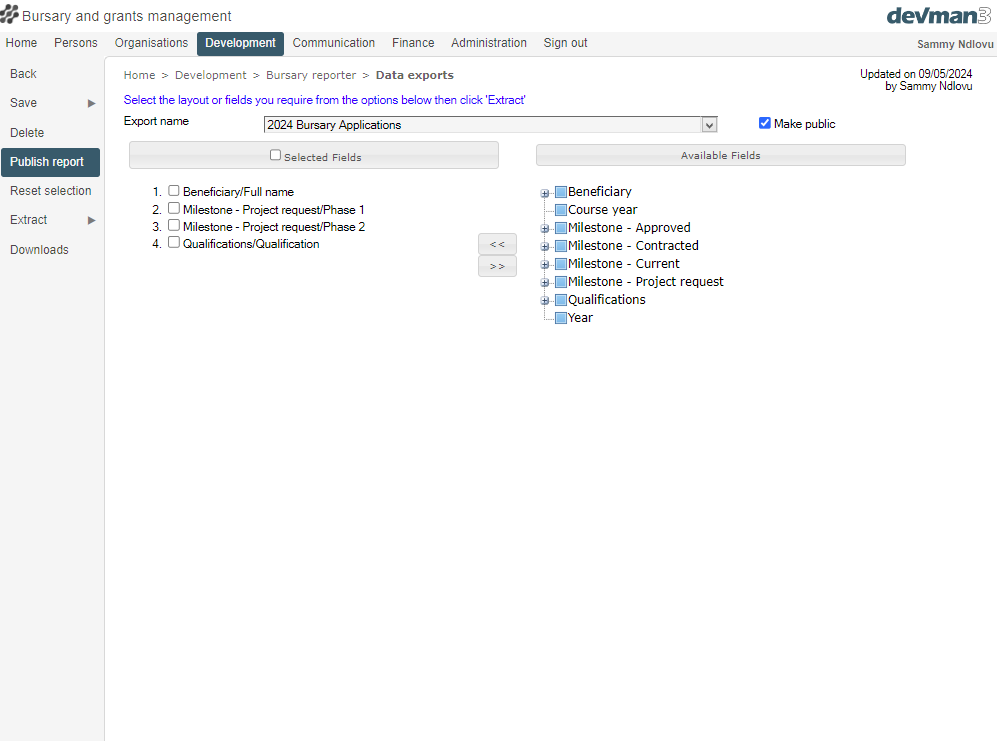 Bursary and grants management
devman3
Home Persons Organisations Development Communication Finance Administration Sign out
Sammy Ndlovu
Back
Save
Delete
Publish report
Reset selection
Extract
Downloads
Home > Development > Bursary reporter > Data exports
Updated on 09/05/2024
by Sammy Ndlovu
Select the layout or fields you require from the options below then click 'Extract'
Export name
2024 Bursary Applications
Make public
Selected Fields
1. Beneficiary/Full name
2. Milestone - Project request/Phase 1
3. Milestone - Project request/Phase 2
4. Qualifications/Qualification
<<
>>
Available Fields
Beneficiary
Course year
Milestone - Approved
Milestone - Contracted
Milestone - Current
Milestone - Project request
Qualifications
Year